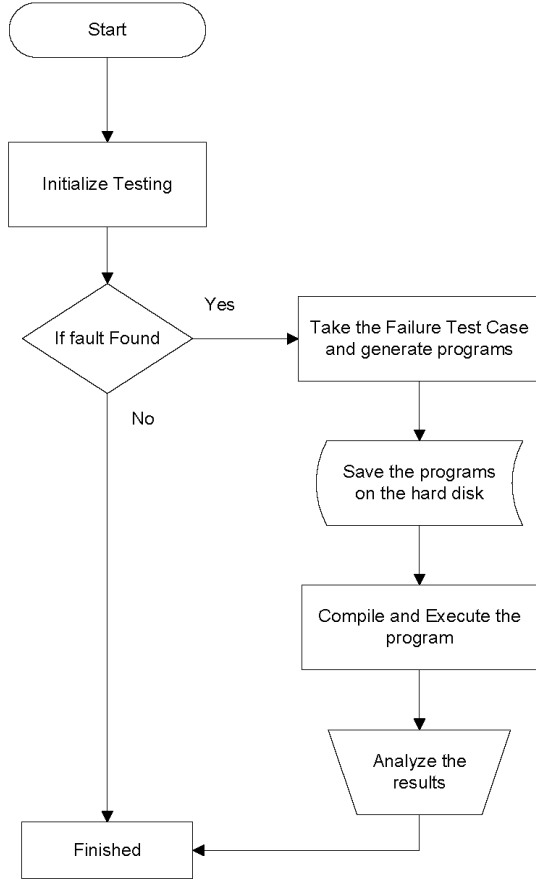 Start
Initialize Testing
If fault Found
Yes
Take the Failure Test Case
and generate programs
No
Save the programs
on the hard disk
Compile and Execute the
program
Analyze the
results
Finished